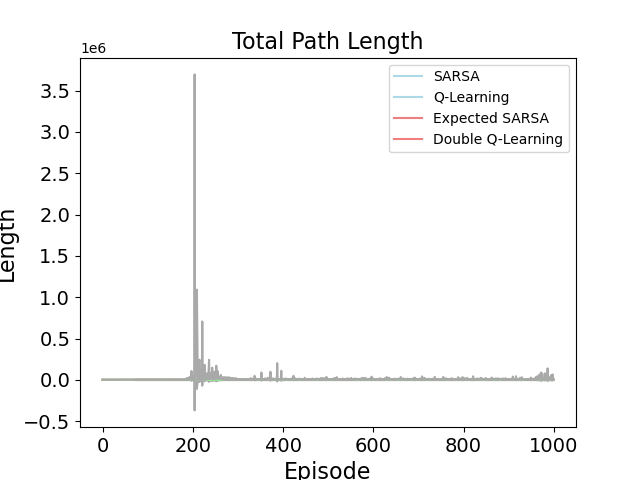 Total Path Length
1e6
SARSA
Q-Learning
Expected SARSA
Double Q-Learning
3.5
3.0
2.5
2.0
1.5
1.0
0.5
0.0
−0.5
Length
0 200 400 600 800 1000
Episode